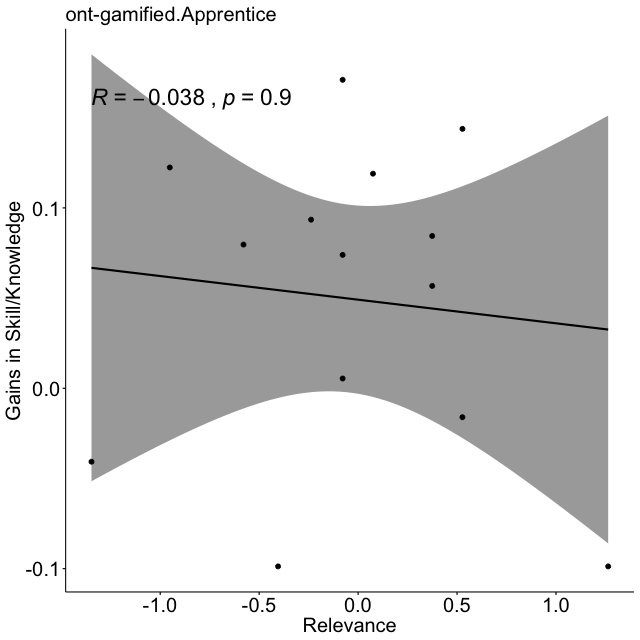 ont-gamified.Apprentice
R = −0.038 , p = 0.9
Gains in Skill/Knowledge
0.1
0.0
-0.1
-1.0 -0.5 0.0 0.5 1.0
Relevance